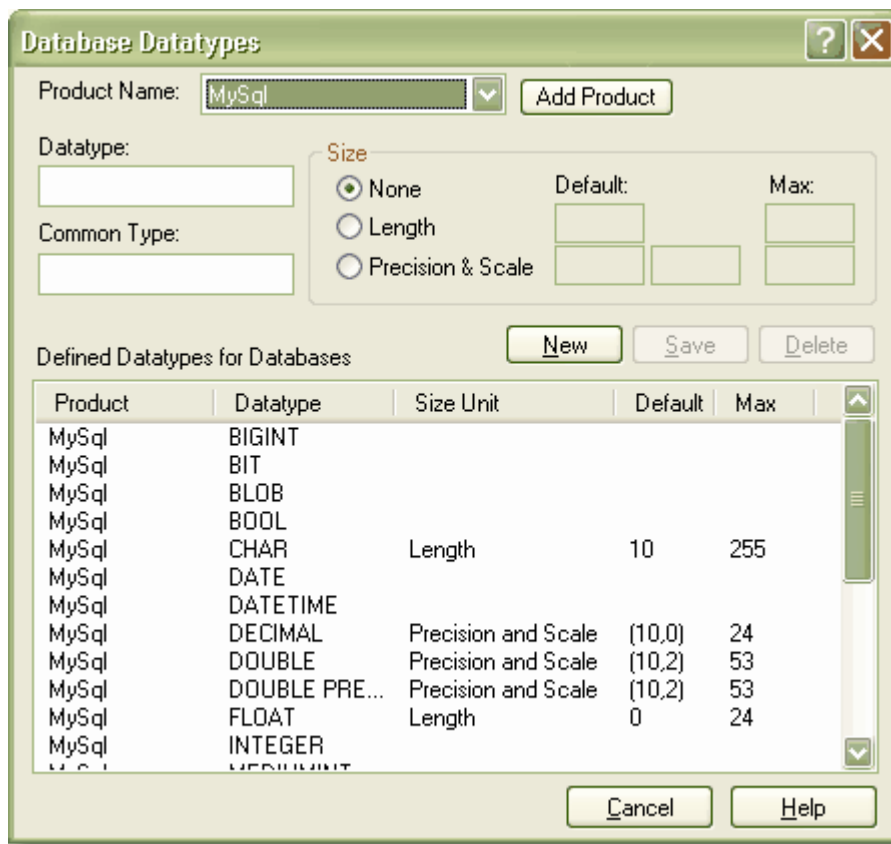 Database Datatypes
Product Name: MySql Add Product
Datatype:
Size
None Default: Max:
Common Type:
Length
Precision & Scale
Defined Datatypes for Databases
New Save Delete
Product Datatype Size Unit Default Max
MySql BIGINT
MySql BIT
MySql BLOB
MySql BOOL
MySql CHAR Length 10 255
MySql DATE
MySql DATETIME
MySql DECIMAL Precision and Scale (10,0) 24
MySql DOUBLE Precision and Scale (10,2) 53
MySql DOUBLE PRE... Precision and Scale (10,2) 53
MySql FLOAT Length 0 24
MySql INTEGER
Cancel Help